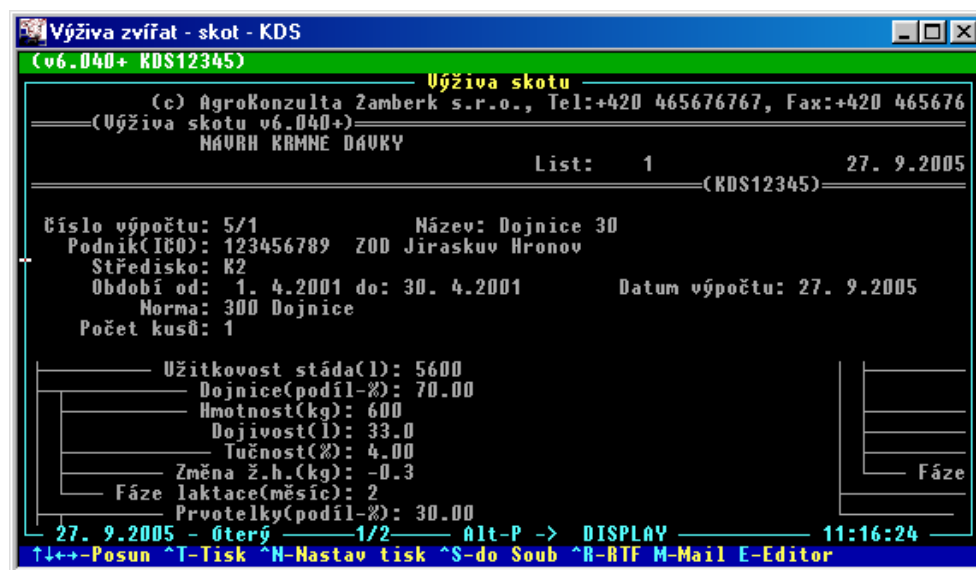 Výživa zvířat - skot - KDS
(v6.040+ KDS12345)
Výživa skotu
(c) AgroKonzulta Žamberk s.r.o., Tel:+420 465676767, Fax:+420 465676
(Výživa skotu v6.040+)
NÁVRH KRMNÉ DÁVKY
List: 1 27. 9.2005
(KDS12345)
Číslo výpočtu: 5/1 Název: Dojnice 30
Podnik(IČO): 123456789 ZOD Jiraskuv Hronov
Středisko: K2
Období od: 1. 4.2001 do: 30. 4.2001 Datum výpočtu: 27. 9.2005
Norma: 300 Dojnice
Počet kusů: 1
Užitkovost stáda(l): 5600
Dojnice(podíl-%): 70.00
Hmotnost(kg): 600
Dojivost(l): 33.0
Tučnost(%): 4.00
Změna ž.h.(kg): -0.3
Fáze
Fáze laktace(měsíc): 2
Prvotelky(podíl-%): 30.00
27. 9.2005 - Úterý 1/2 Alt-P -> DISPLAY 11:16:24
↑↓←→-Posun ^T-Tisk ^N-Nastav tisk ^S-do Soub ^R-RTF M-Mail E-Editor